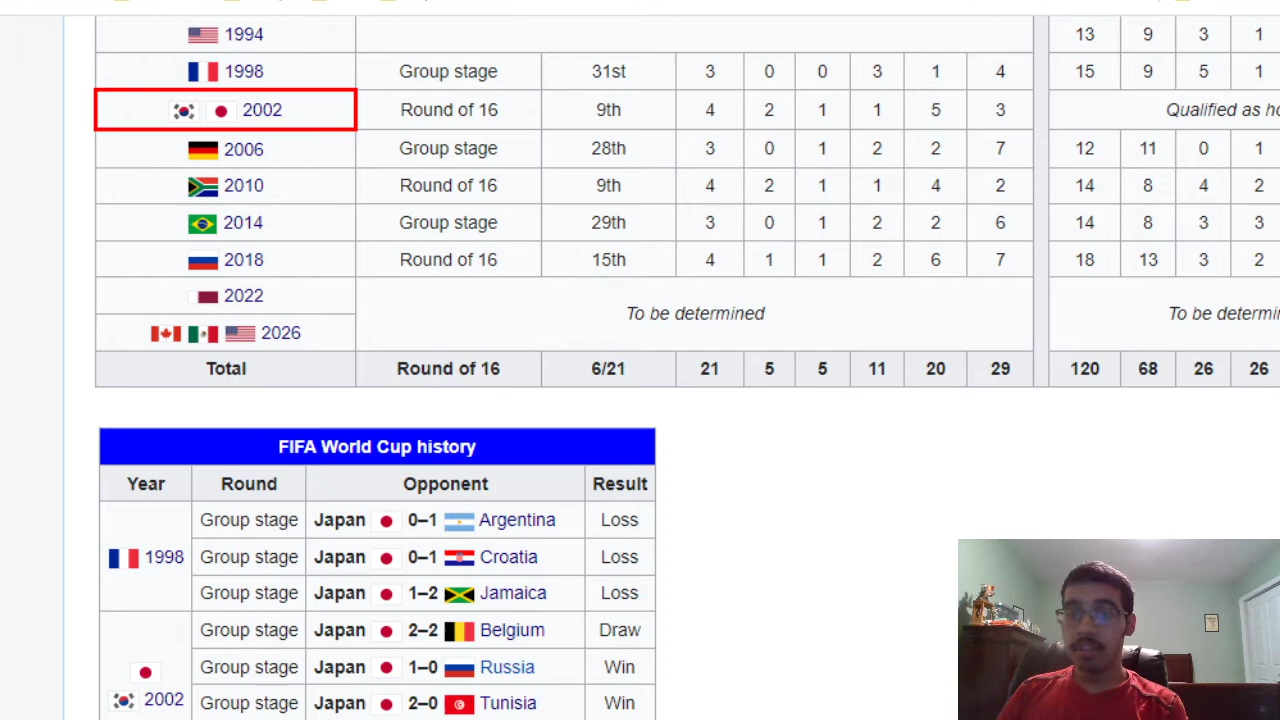 1994 13 9 3 1
1998 Group stage 31st 3 0 0 3 1 4 15 9 5 1
2002 Round of 16 9th 4 2 1 1 5 3 Qualified as ho
2006 Group stage 28th 3 0 1 2 2 7 12 11 0 1
2010 Round of 16 9th 4 2 1 1 4 2 14 8 4 2
2014 Group stage 29th 3 0 1 2 2 6 14 8 3 3
2018 Round of 16 15th 4 1 1 2 6 7 18 13 3 2
2022
To be determined To be determin
2026
Total Round of 16 6/21 21 5 5 11 20 29 120 68 26 26
FIFA World Cup history
Year Round Opponent Result
Group stage Japan 0–1 Argentina Loss
1998 Group stage Japan 0–1 Croatia Loss
Group stage Japan 1–2 Jamaica Loss
Group stage Japan 2–2 Belgium Draw
Group stage Japan 1–0 Russia Win
2002 Group stage Japan 2–0 Tunisia Win